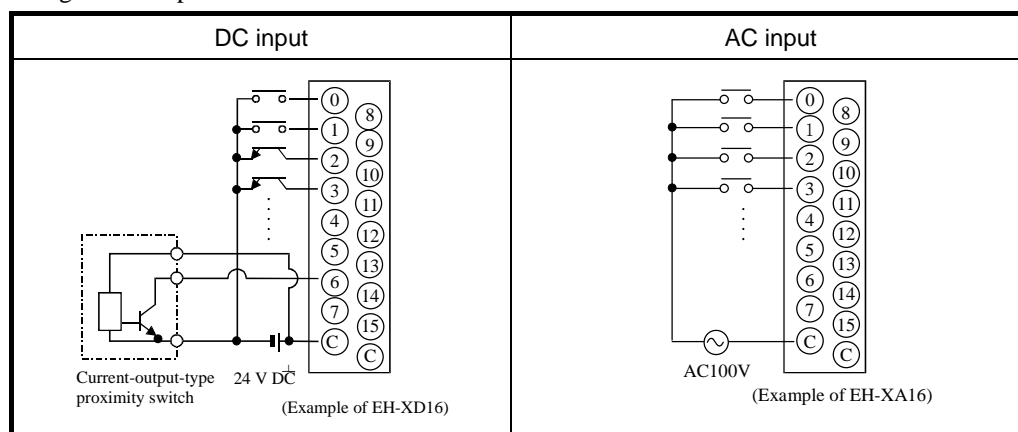 DC input
AC input
0
8
1
9
2
10
3
11
4
12
5
13
6
14
7
15
C
C
Current-output-type
proximity switch
24 V DC
+
(Example of EH-XD16)
0
8
1
9
2
10
3
11
4
12
5
13
6
14
7
15
C
C
AC100V
(Example of EH-XA16)